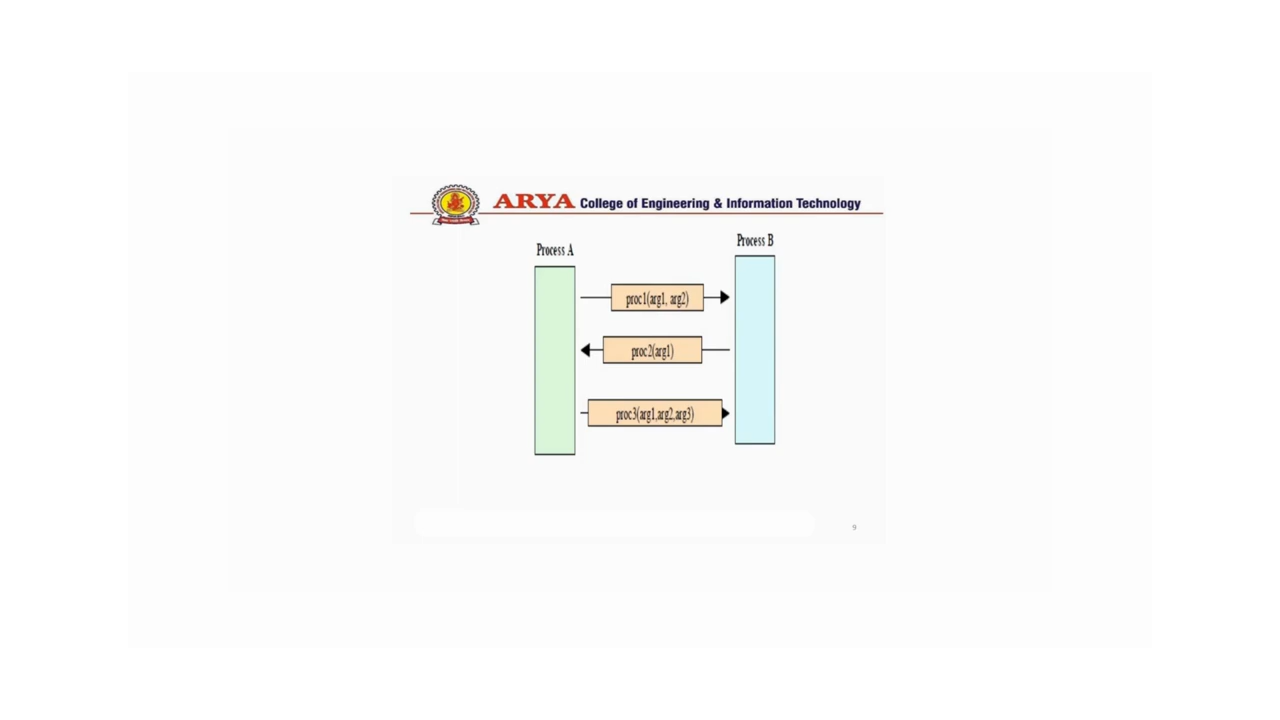 ARYA College of Engineering & Information Technology
Process A
Process B
proc1(arg1, arg2)
proc2(arg1)
proc3(arg1,arg2,arg3)
9